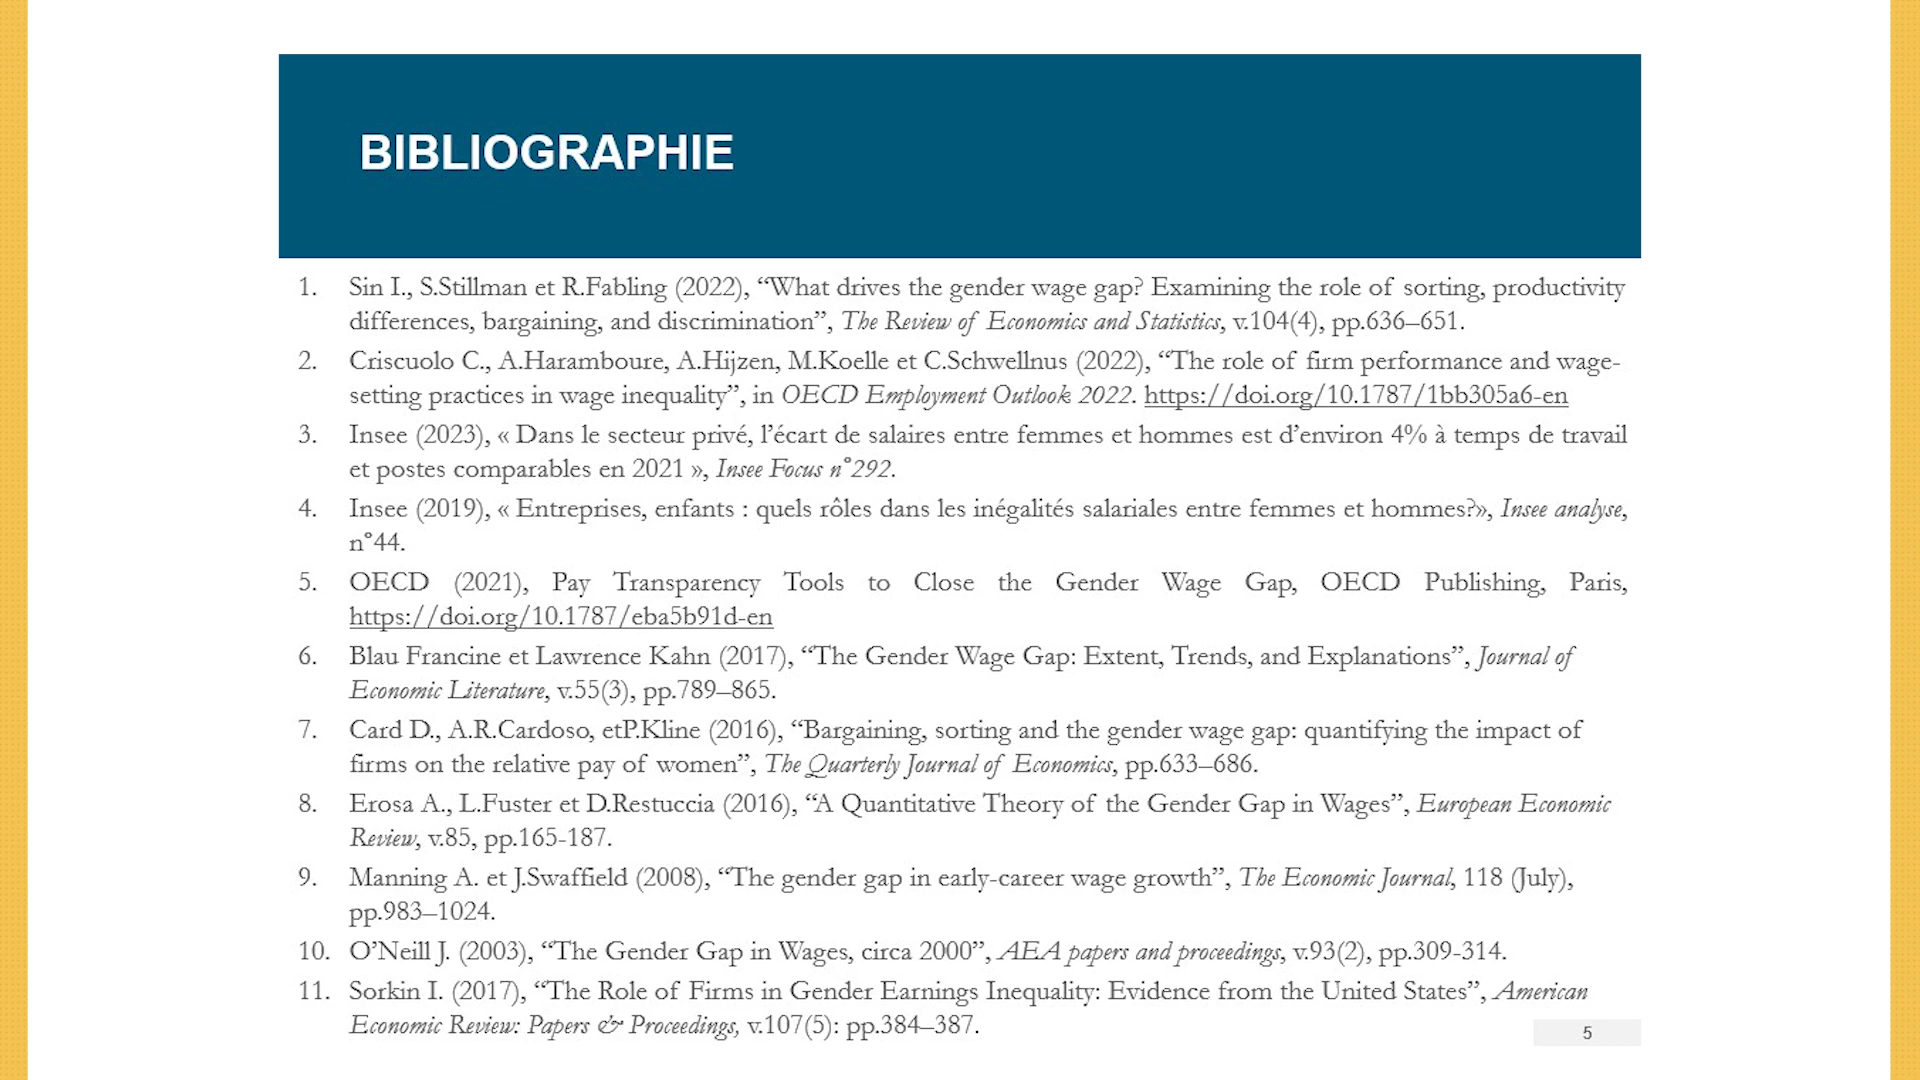 BIBLIOGRAPHIE
1. Sin I., S.Stillman et R.Fabling (2022), “What drives the gender wage gap? Examining the role of sorting, productivity
differences, bargaining, and discrimination”, The Review of Economics and Statistics, v.104(4), pp.636–651.
2. Criscuolo C., A.Haramboure, A.Hijzen, M.Koelle et C.Schwellnus (2022), “The role of firm performance and wage-
setting practices in wage inequality”, in OECD Employment Outlook 2022. https://doi.org/10.1787/1bb305a6-en
3. Insee (2023), « Dans le secteur privé, l’écart de salaires entre femmes et hommes est d’environ 4% à temps de travail
et postes comparables en 2021 », Insee Focus n°292.
4. Insee (2019), « Entreprises, enfants : quels rôles dans les inégalités salariales entre femmes et hommes?», Insee analyse,
n°44.
5. OECD (2021), Pay Transparency Tools to Close the Gender Wage Gap, OECD Publishing, Paris,
https://doi.org/10.1787/eba5b91d-en
6. Blau Francine et Lawrence Kahn (2017), “The Gender Wage Gap: Extent, Trends, and Explanations”, Journal of
Economic Literature, v.55(3), pp.789–865.
7. Card D., A.R.Cardoso, etP.Kline (2016), “Bargaining, sorting and the gender wage gap: quantifying the impact of
firms on the relative pay of women”, The Quarterly Journal of Economics, pp.633–686.
8. Erosa A., L.Fuster et D.Restuccia (2016), “A Quantitative Theory of the Gender Gap in Wages”, European Economic
Review, v.85, pp.165-187.
9. Manning A. et J.Swaffield (2008), “The gender gap in early-career wage growth”, The Economic Journal, 118 (July),
pp.983–1024.
10. O’Neill J. (2003), “The Gender Gap in Wages, circa 2000”, AEA papers and proceedings, v.93(2), pp.309-314.
11. Sorkin I. (2017), “The Role of Firms in Gender Earnings Inequality: Evidence from the United States”, American
Economic Review: Papers & Proceedings, v.107(5): pp.384–387.
5